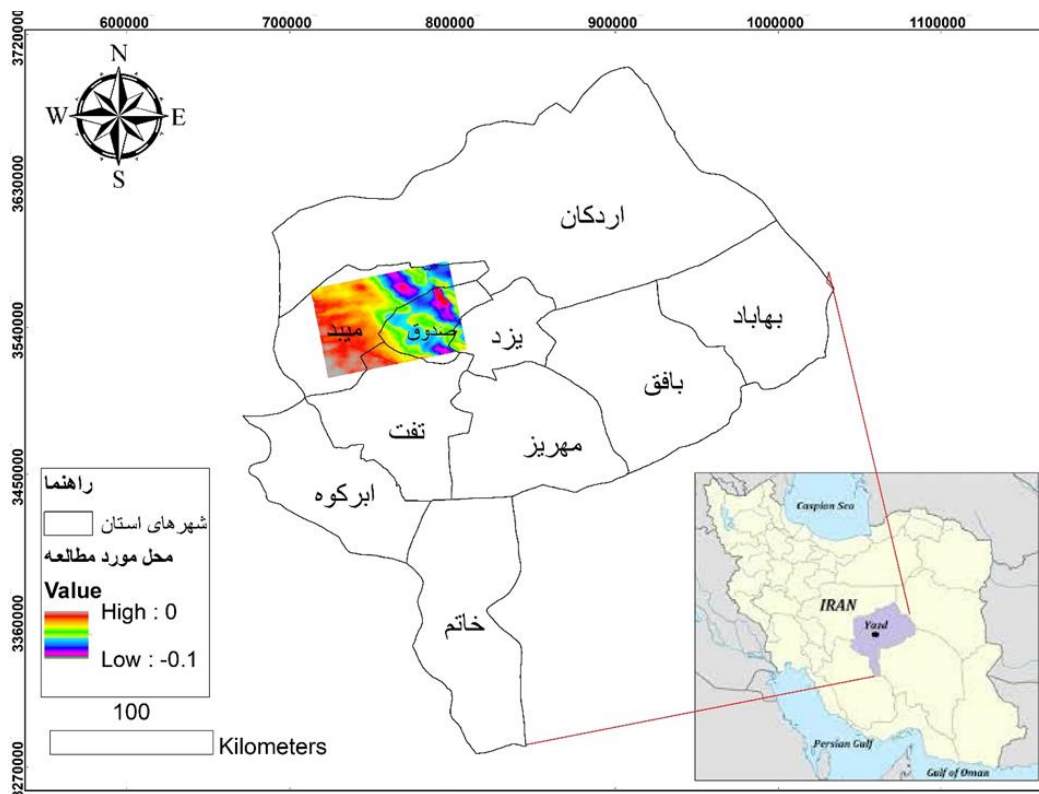 600000 700000 800000 900000 1000000 1100000
3720000
3630000
3540000
3450000
3360000
3270000
N
W E
S
اردکان
بهاباد
میبد
صدوق
یزد
بافق
تفت
مهریز
ابرکوه
خاتم
راهنما
شهرهای استان
محل مورد مطالعه
Value
High : 0
Low : -0.1
100
Kilometers
Caspian Sea
IRAN
Yazd
Persian Gulf
Gulf of Oman